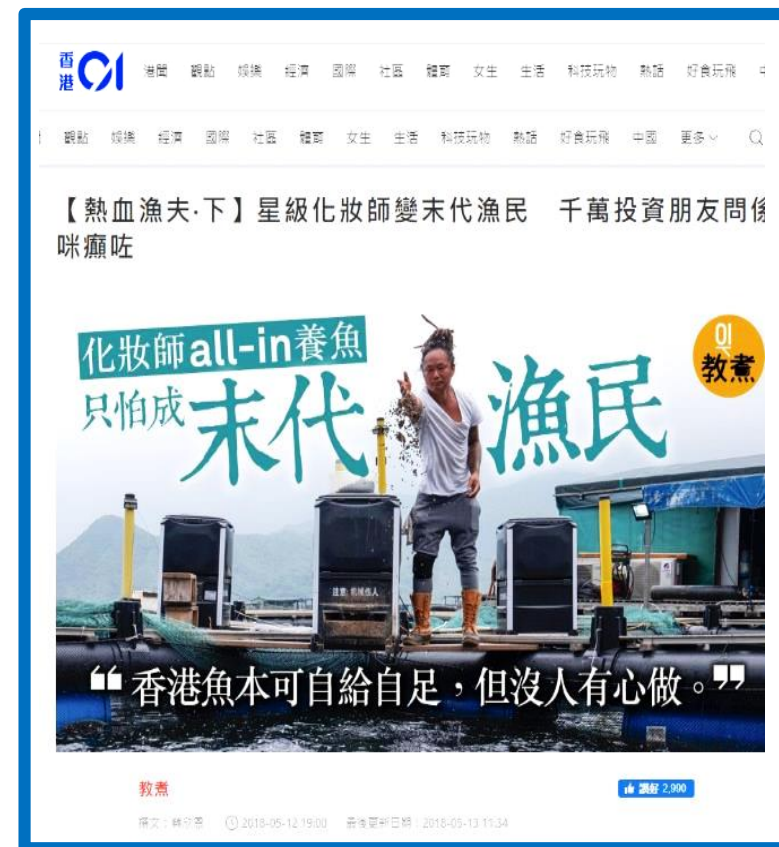 香港01 港聞 觀點 娛樂 經濟 國際 社區 體育 女生 生活 科技玩物 熱話 好食玩飛
觀點 娛樂 經濟 國際 社區 體育 女生 生活 科技玩物 熱話 好食玩飛 中國 更多
【熱血漁夫·下】星級化妝師變末代漁民 千萬投資朋友問係
咪癲咗
化妝師all-in養魚
只怕成末代漁民
教煮
注意 机械伤人
“香港魚本可自給自足，但沒人有心做。”
教煮
讚好 2,990
撰文： 2018-05-12 19:00 最後更新日期：2018-05-13 11:34